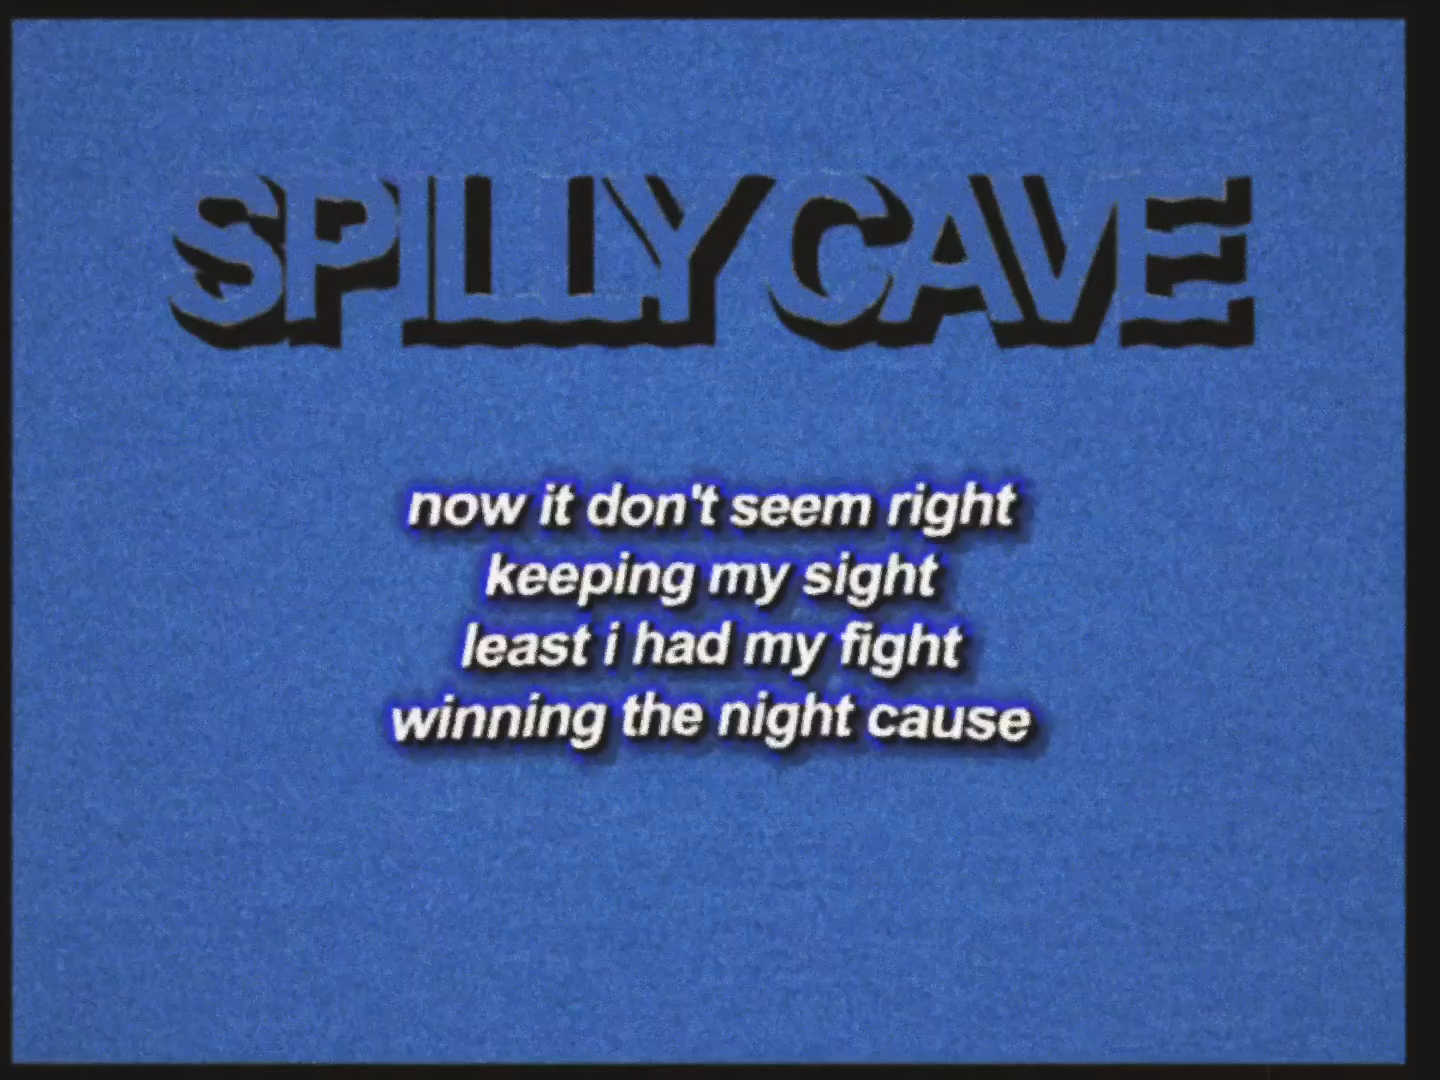 SPILLY CAVE
now it don't seem right
keeping my sight
least i had my fight
winning the night cause